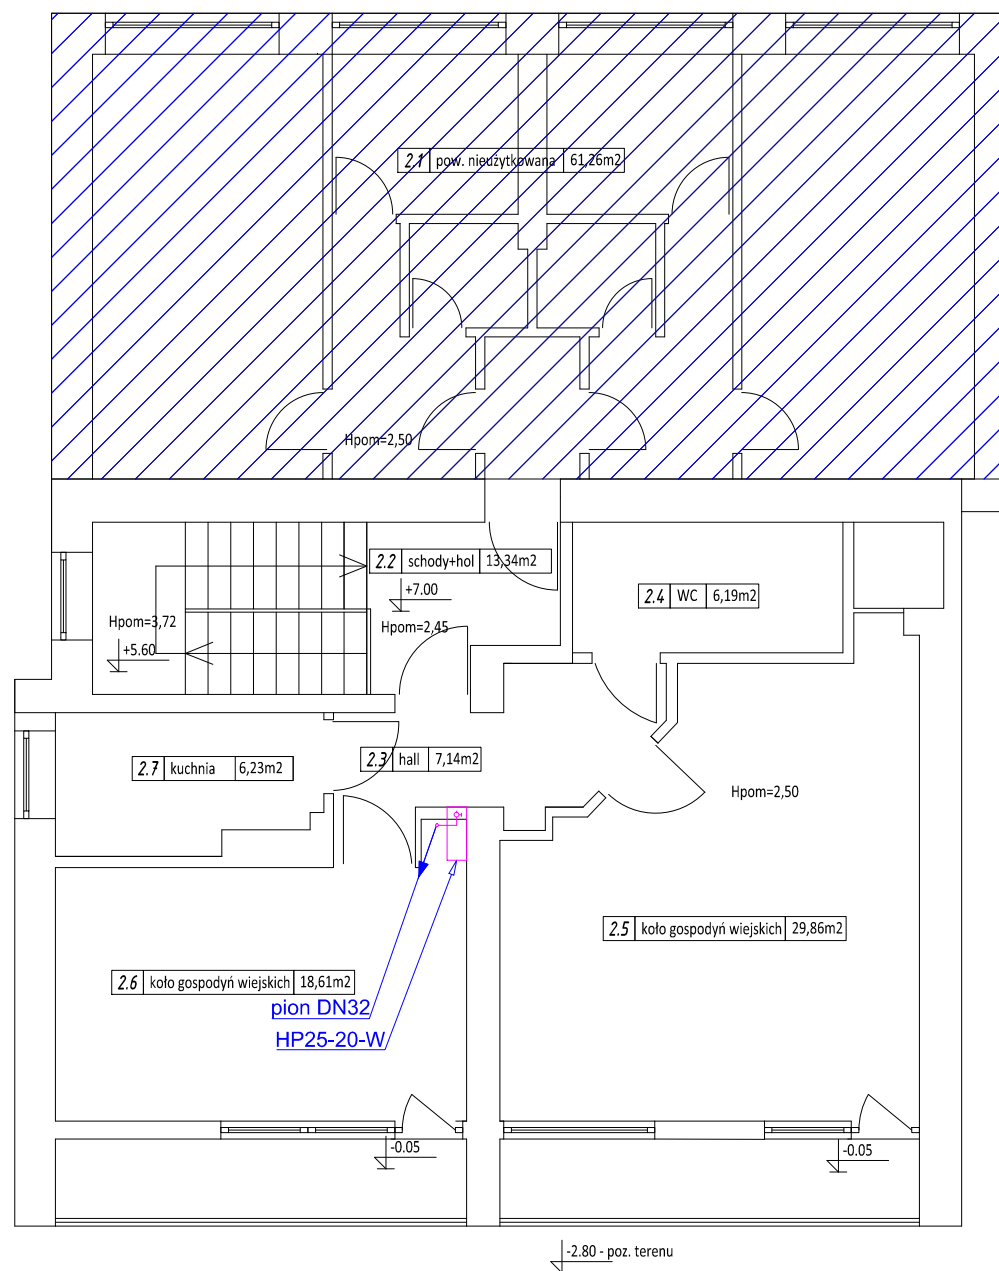 2.1 pow. nieużytkowana 61,26m2
Hpom=2,50
2.2 schody+hol 13,34m2
+7.00
2.4 WC 6,19m2
Hpom=3,72
Hpom=2,45
+5.60
2.3 hall 7,14m2
2.7 kuchnia 6,23m2
Hpom=2,50
2.5 koło gospodyń wiejskich 29,86m2
2.6 koło gospodyń wiejskich 18,61m2
pion DN32
HP25-20-W
-0.05
-0.05
-2.80 - poz. terenu